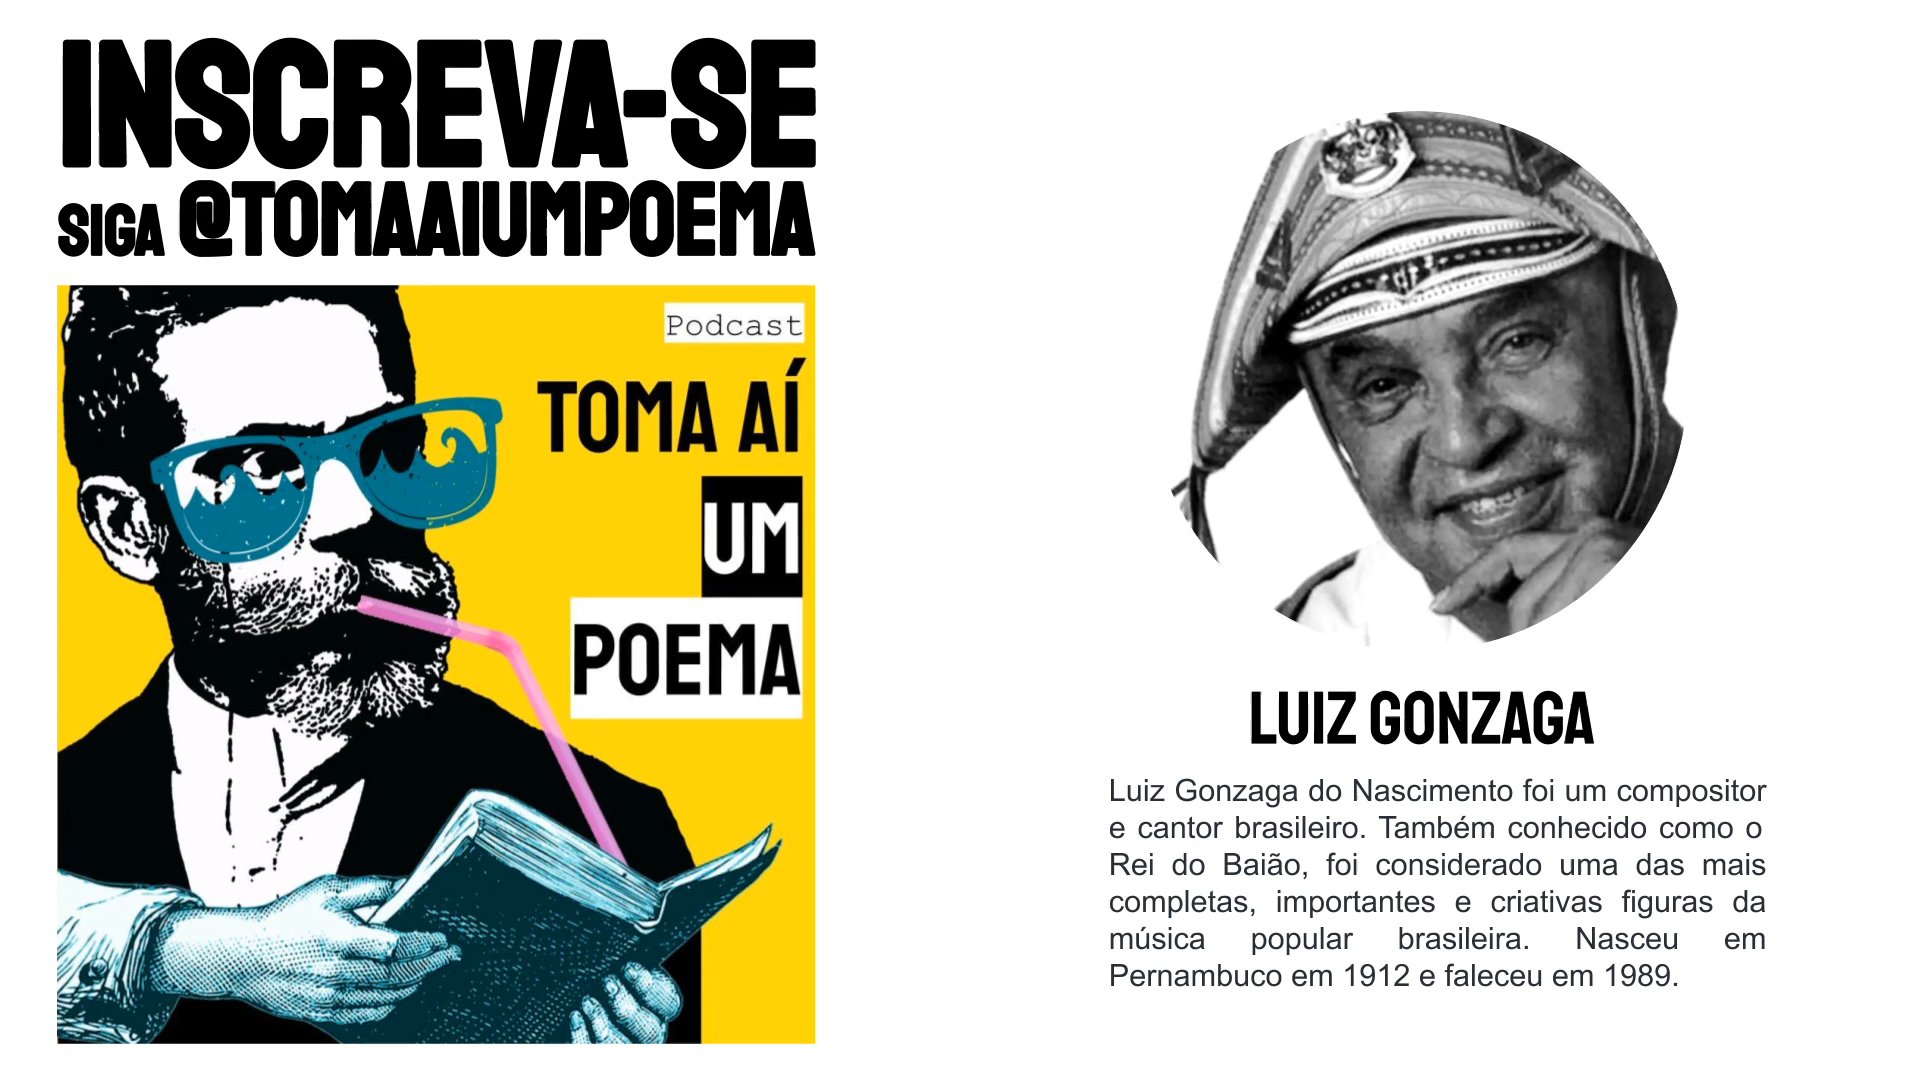 INSCREVA-SE
SIGA @TOMAAIUMPOEMA
Podcast
TOMA AÍ
UM
POEMA
LUIZ GONZAGA
Luiz Gonzaga do Nascimento foi um compositor
e cantor brasileiro. Também conhecido como o
Rei do Baião, foi considerado uma das mais
completas, importantes e criativas figuras da
música popular brasileira. Nasceu em
Pernambuco em 1912 e faleceu em 1989.